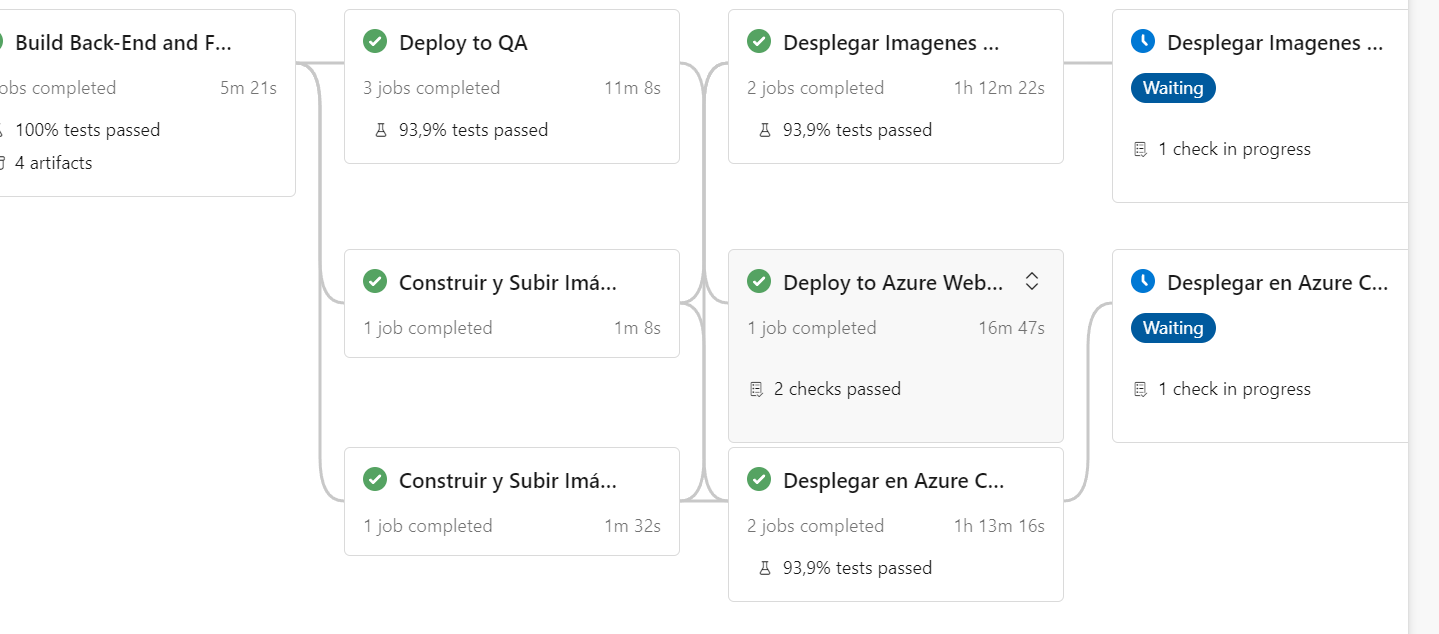 Build Back-End and F...
obs completed 5m 21s
100% tests passed
4 artifacts
Deploy to QA
3 jobs completed 11m 8s
93,9% tests passed
Desplegar Imagenes ...
2 jobs completed 1h 12m 22s
93,9% tests passed
Desplegar Imagenes ...
Waiting
1 check in progress
Construir y Subir Imá...
1 job completed 1m 8s
Deploy to Azure Web...
1 job completed 16m 47s
2 checks passed
Desplegar en Azure C...
Waiting
1 check in progress
Construir y Subir Imá...
1 job completed 1m 32s
Desplegar en Azure C...
2 jobs completed 1h 13m 16s
93,9% tests passed